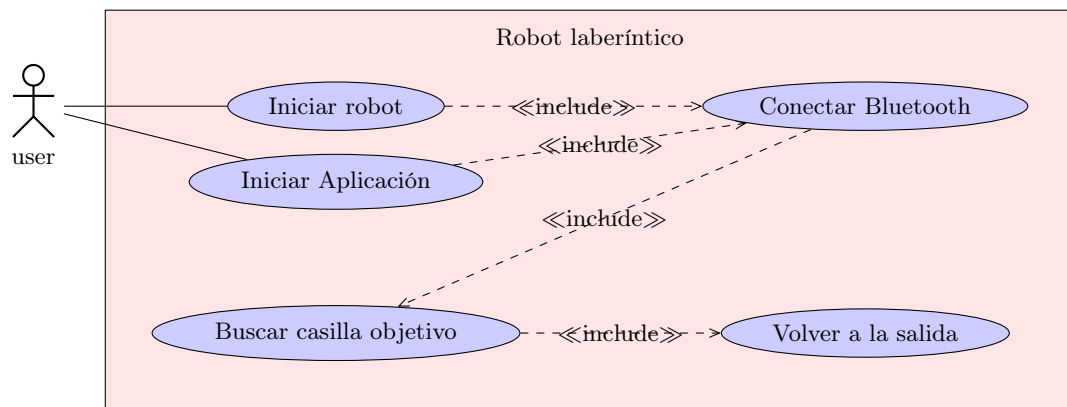 Robot laberíntico
Iniciar robot
≪include≫
Conectar Bluetooth
≪include≫
user
Iniciar Aplicación
≪include≫
Buscar casilla objetivo
≪include≫
Volver a la salida